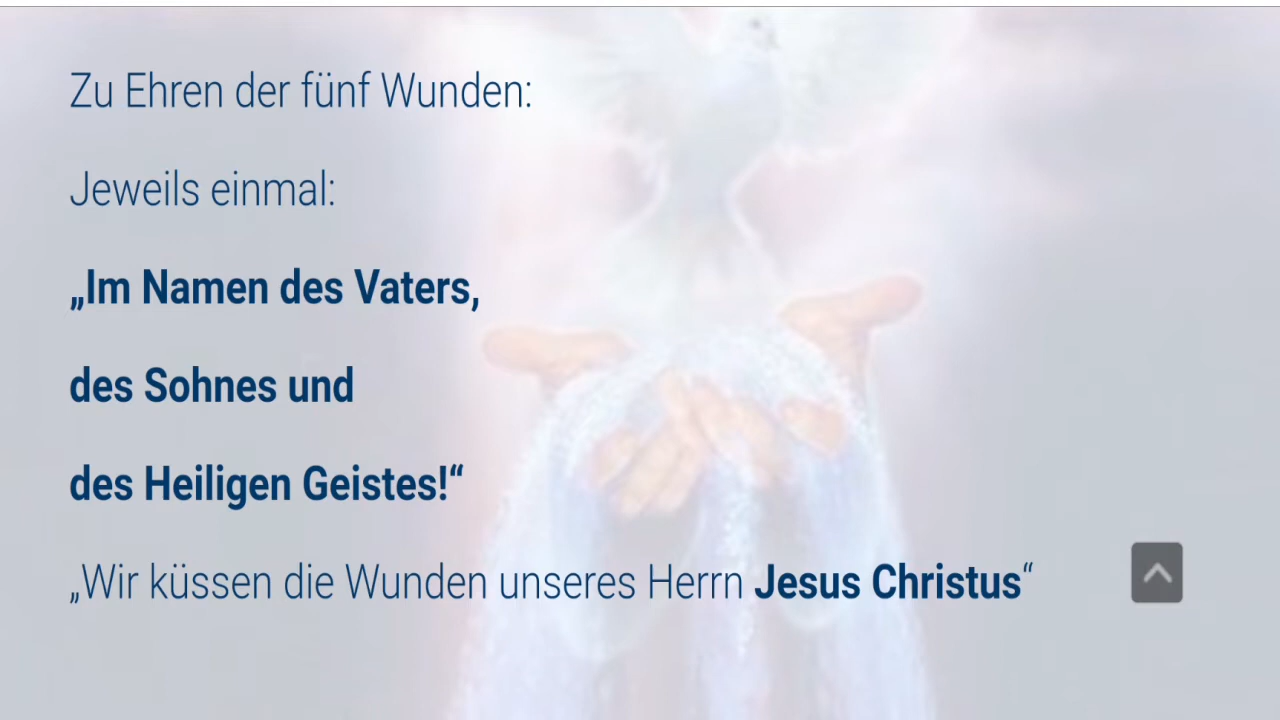 Zu Ehren der fünf Wunden:
Jeweils einmal:
„Im Namen des Vaters,
des Sohnes und
des Heiligen Geistes!“
„Wir küssen die Wunden unseres Herrn Jesus Christus“